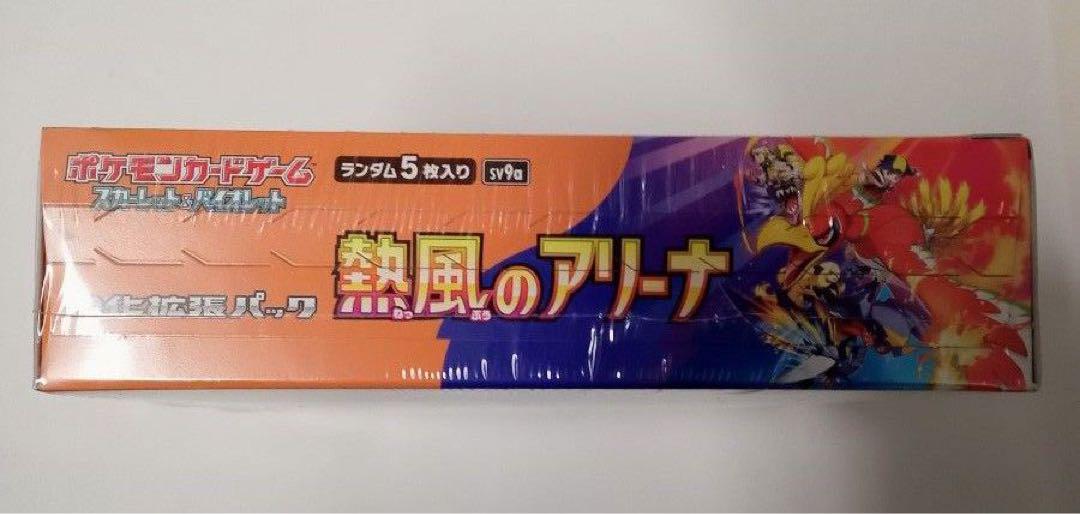 ポケモンカードゲーム
スカーレット&バイオレット
ランダム5枚入り
sv9a
化拡張パック
熱風のアリーナ
ねっ ぷう